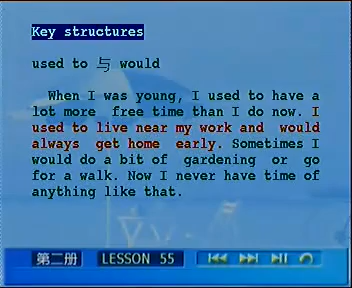 Key structures
used to 与 would
When I was young, I used to have a
lot more free time than I do now. I
used to live near my work and would
always get home early. Sometimes I
would do a bit of gardening or go
for a walk. Now I never have time of
anything like that.
第二册 LESSON 55